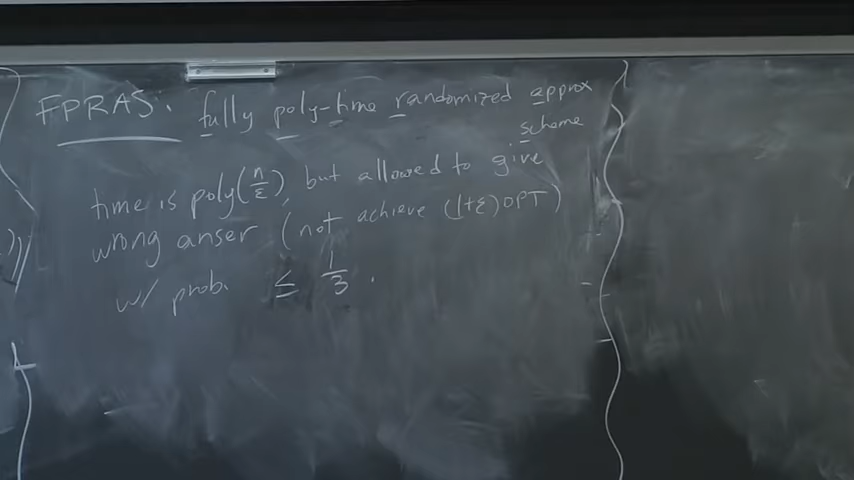 FPRAS. fully poly-time randomized approx
scheme
time is poly(n/ε), but allowed to give
wrong anser (not achieve (1+ε)OPT)
w/ prob. ≤ 1/3.